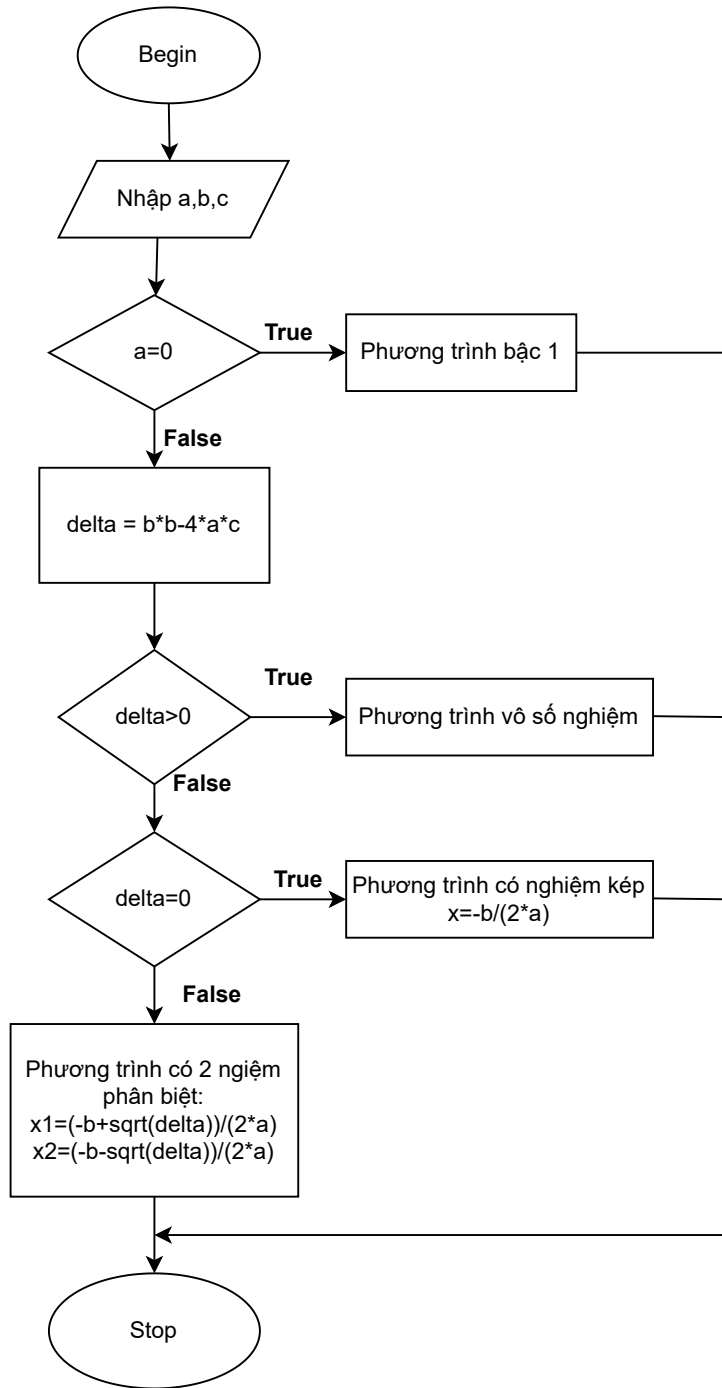 Begin
Nhập a,b,c
a=0
True
Phương trình bậc 1
False
delta = b*b-4*a*c
delta>0
True
Phương trình vô số nghiệm
False
delta=0
True
Phương trình có nghiệm kép
x=-b/(2*a)
False
Phương trình có 2 ngiệm
phân biệt:
x1=(-b+sqrt(delta))/(2*a)
x2=(-b-sqrt(delta))/(2*a)
Stop